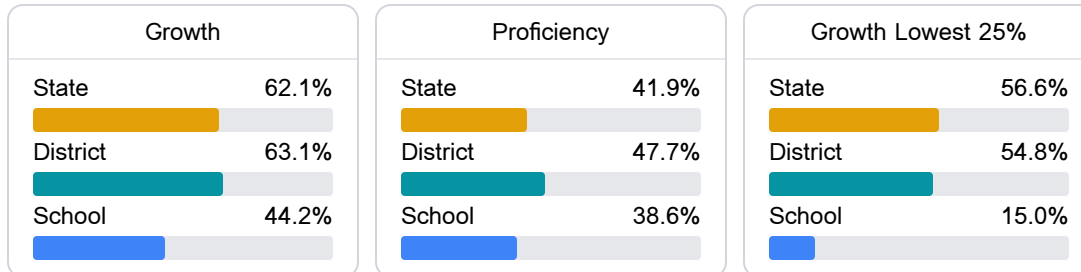 Growth
State 62.1%
District 63.1%
School 44.2%
Proficiency
State 41.9%
District 47.7%
School 38.6%
Growth Lowest 25%
State 56.6%
District 54.8%
School 15.0%